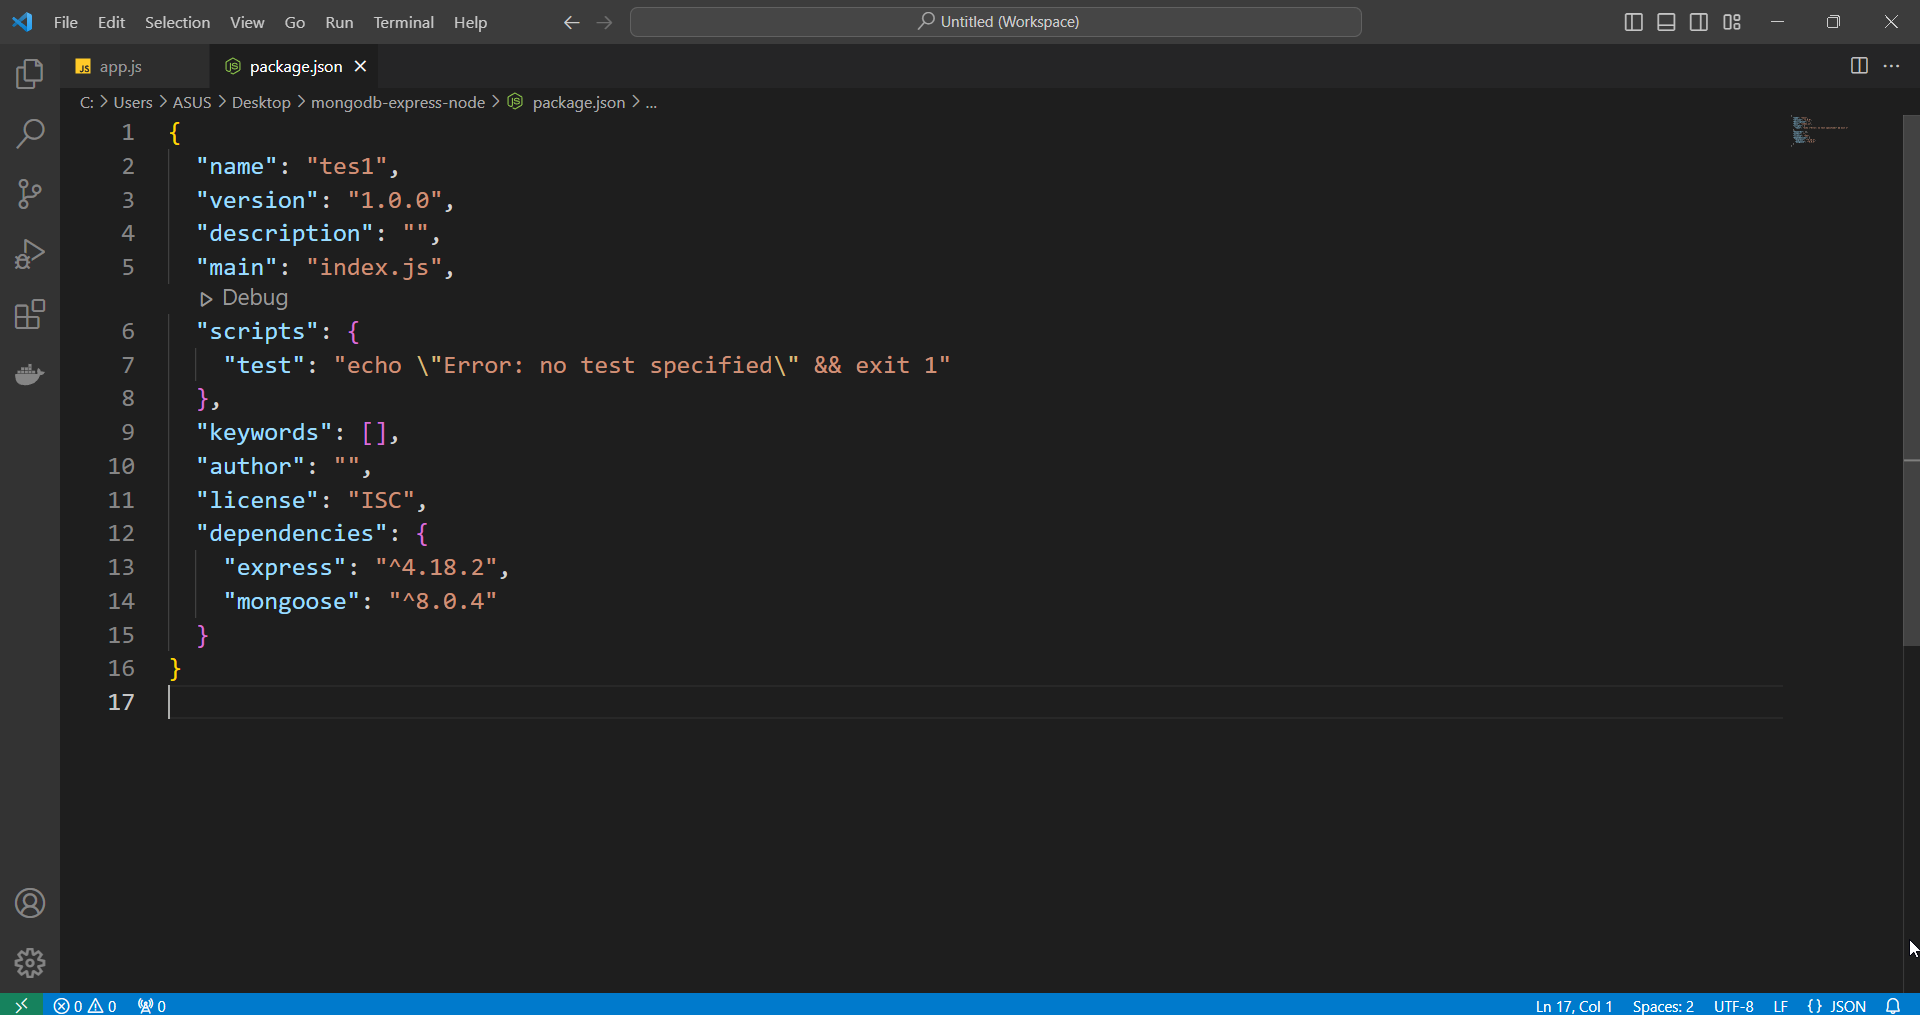 File Edit Selection View Go Run Terminal Help Untitled (Workspace)
JS app.js JS package.json
C: > Users > ASUS > Desktop > mongodb-express-node > JS package.json > ...
1 {
2 "name": "tes1",
3 "version": "1.0.0",
4 "description": "",
5 "main": "index.js",
Debug
6 "scripts": {
7 "test": "echo \"Error: no test specified\" && exit 1"
8 },
9 "keywords": [],
10 "author": "",
11 "license": "ISC",
12 "dependencies": {
13 "express": "^4.18.2",
14 "mongoose": "^8.0.4"
15 }
16 }
17
0 0 0 Ln 17, Col 1 Spaces: 2 UTF-8 LF {} JSON